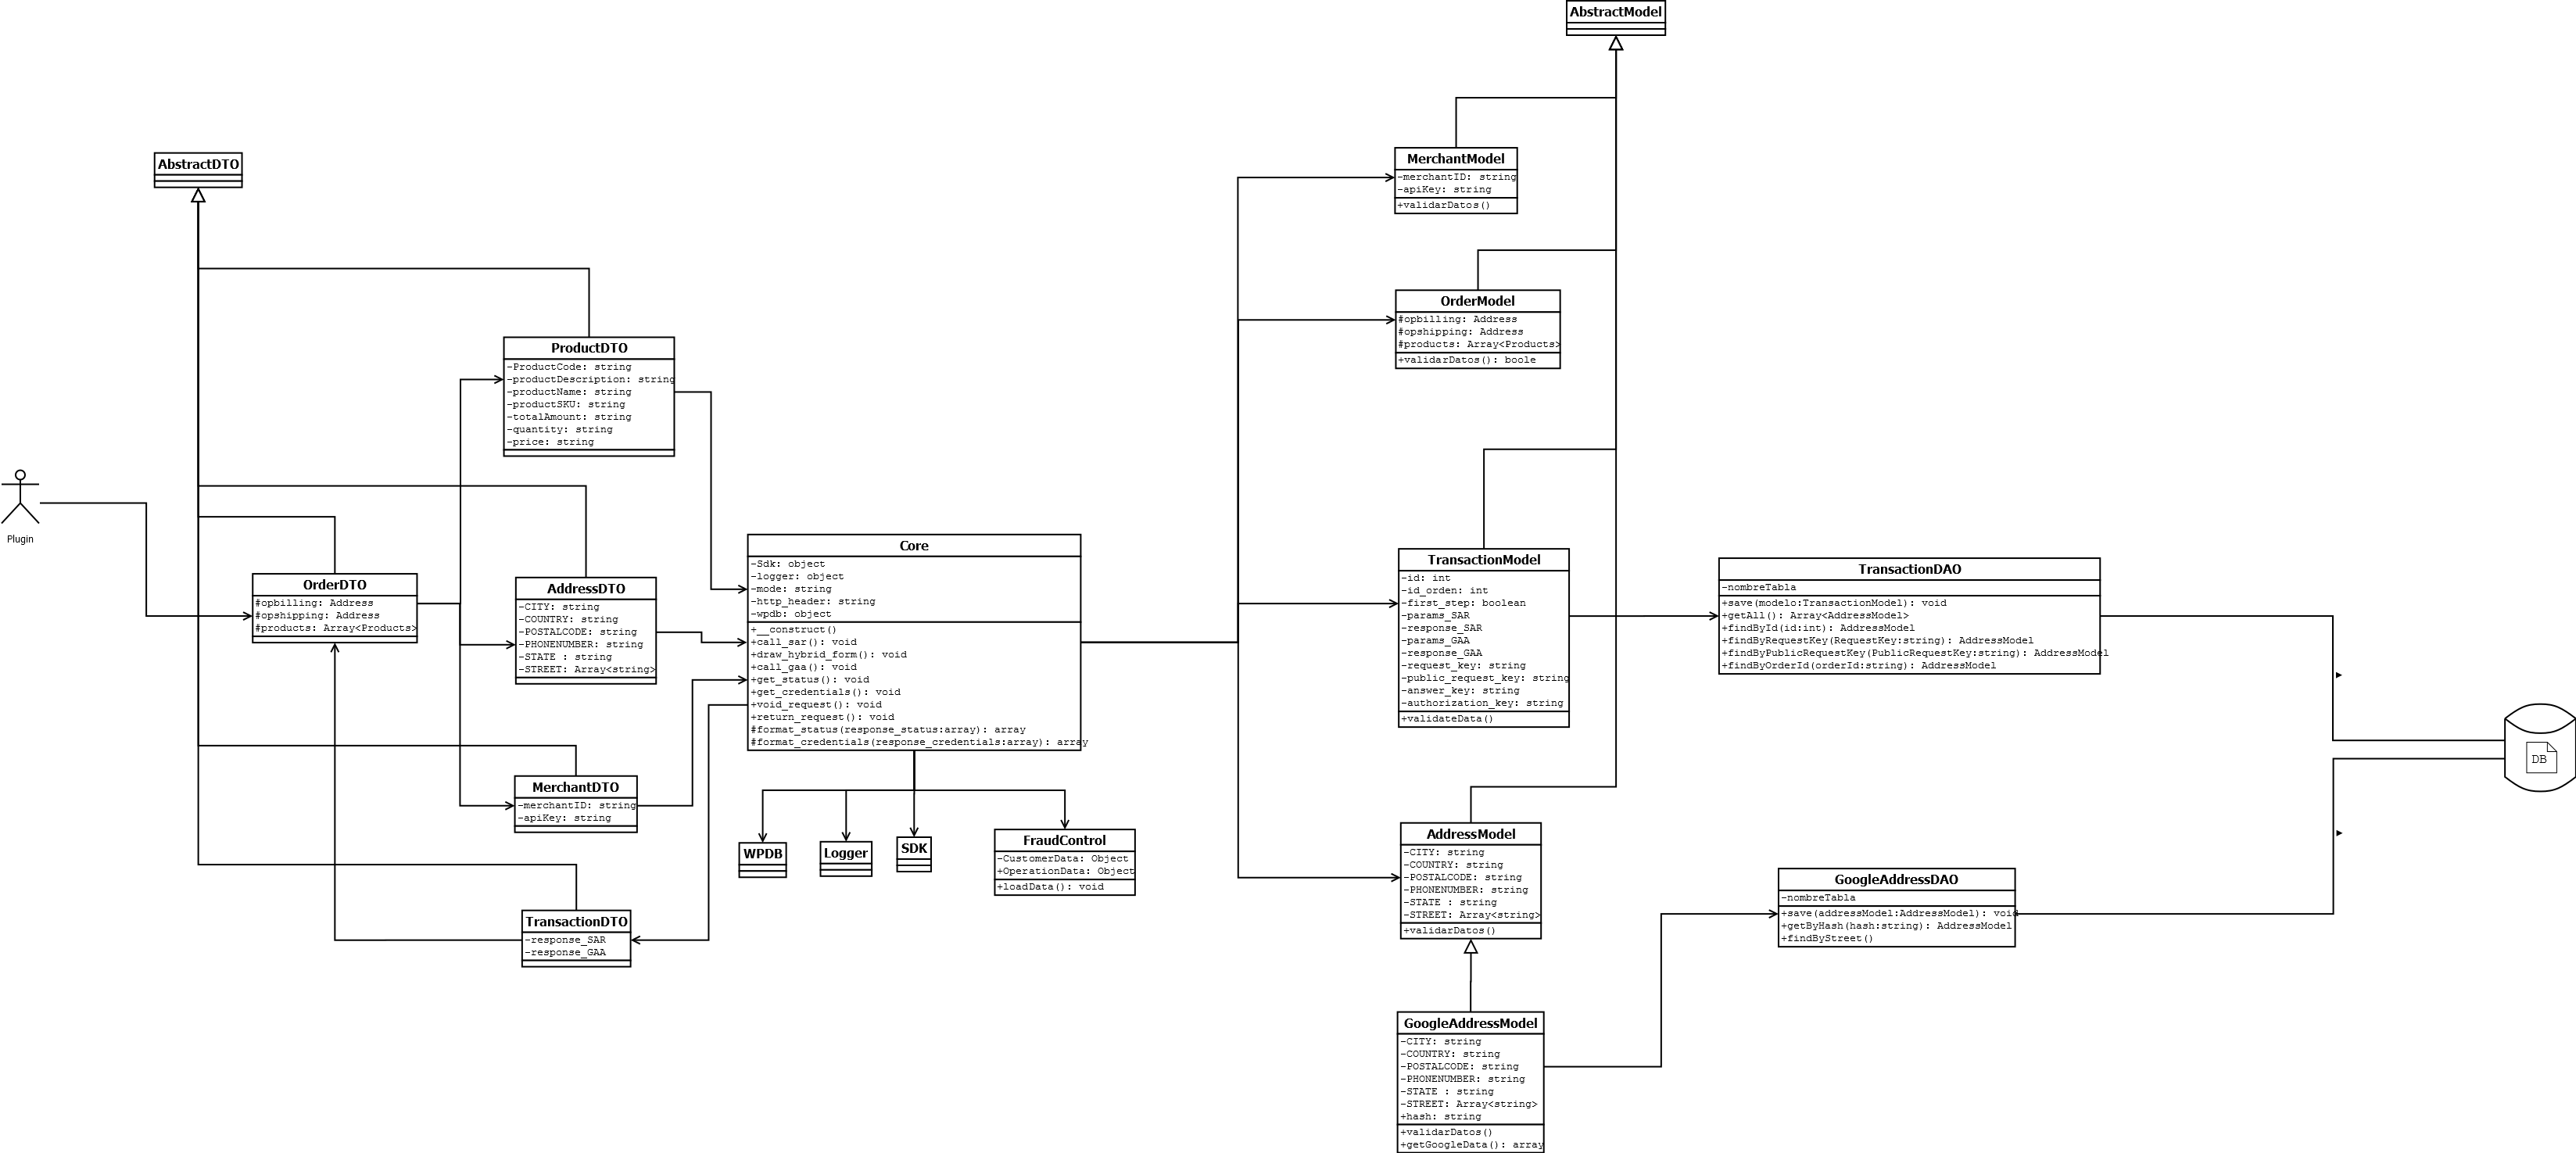 AbstractModel
MerchantModel
-merchantID: string
-apiKey: string
+validarDatos()
AbstractDTO
OrderModel
#opbilling: Address
#opshipping: Address
#products: Array<Products>
+validarDatos(): boole
ProductDTO
-ProductCode: string
-productDescription: string
-productName: string
-productSKU: string
-totalAmount: string
-quantity: string
-price: string
Plugin
OrderDTO
#opbilling: Address
#opshipping: Address
#products: Array<Products>
AddressDTO
-CITY: string
-COUNTRY: string
-POSTALCODE: string
-PHONENUMBER: string
-STATE : string
-STREET: Array<string>
Core
-Sdk: object
-logger: object
-mode: string
-http_header: string
-wpdb: object
+__construct()
+call_sar(): void
+draw_hybrid_form(): void
+call_gaa(): void
+get_status(): void
+get_credentials(): void
+void_request(): void
+return_request(): void
#format_status(response_status:array): array
#format_credentials(response_credentials:array): array
TransactionModel
-id: int
-id_orden: int
-first_step: boolean
-params_SAR
-response_SAR
-params_GAA
-response_GAA
-request_key: string
-public_request_key: string
-answer_key: string
-authorization_key: string
+validateData()
TransactionDAO
-nombreTabla
+save(modelo:TransactionModel): void
+getAll(): Array<AddressModel>
+findById(id:int): AddressModel
+findByRequestKey(RequestKey:string): AddressModel
+findByPublicRequestKey(PublicRequestKey:string): AddressModel
+findByOrderId(orderId:string): AddressModel
DB
MerchantDTO
-merchantID: string
-apiKey: string
WPDB
Logger
SDK
FraudControl
-CustomerData: Object
+OperationData: Object
+loadData(): void
AddressModel
-CITY: string
-COUNTRY: string
-POSTALCODE: string
-PHONENUMBER: string
-STATE : string
-STREET: Array<string>
+validarDatos()
GoogleAddressDAO
-nombreTabla
+save(addressModel:AddressModel): void
+getByHash(hash:string): AddressModel
+findByStreet()
TransactionDTO
-response_SAR
-response_GAA
GoogleAddressModel
-CITY: string
-COUNTRY: string
-POSTALCODE: string
-PHONENUMBER: string
-STATE : string
-STREET: Array<string>
+hash: string
+validarDatos()
+getGoogleData(): array